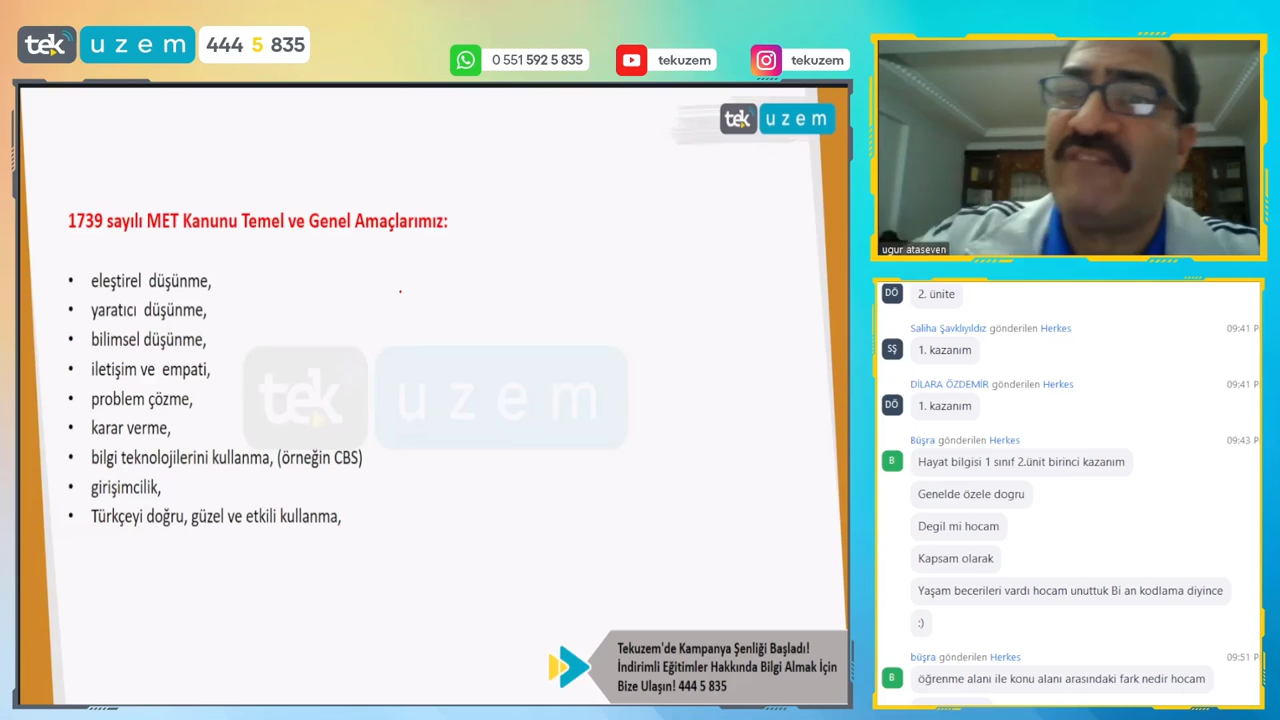 tek uzem 444 5 835
0 551 592 5 835
tekuzem
tekuzem
tek uzem
1739 sayılı MET Kanunu Temel ve Genel Amaçlarımız:
• eleştirel düşünme,
• yaratıcı düşünme,
• bilimsel düşünme,
• iletişim ve empati,
• problem çözme,
• karar verme,
• bilgi teknolojilerini kullanma, (örneğin CBS)
• girişimcilik,
• Türkçeyi doğru, güzel ve etkili kullanma,
tek uzem
Tekuzem'de Kampanya Şenliği Başladı!
İndirimli Eğitimler Hakkında Bilgi Almak İçin
Bize Ulaşın! 444 5 835
ugur ataseven
DÖ
2. ünite
Saliha Şavklıyıldız gönderilen Herkes 09:41 P
SŞ
1. kazanım
DİLARA ÖZDEMİR gönderilen Herkes 09:41 P
DÖ
1. kazanım
Büşra gönderilen Herkes 09:43 P
B
Hayat bilgisi 1 sınıf 2.ünit birinci kazanım
Genelde özele dogru
Degil mi hocam
Kapsam olarak
Yaşam becerileri vardı hocam unuttuk Bi an kodlama diyince
:)
büşra gönderilen Herkes 09:51 P
B
öğrenme alanı ile konu alanı arasındaki fark nedir hocam